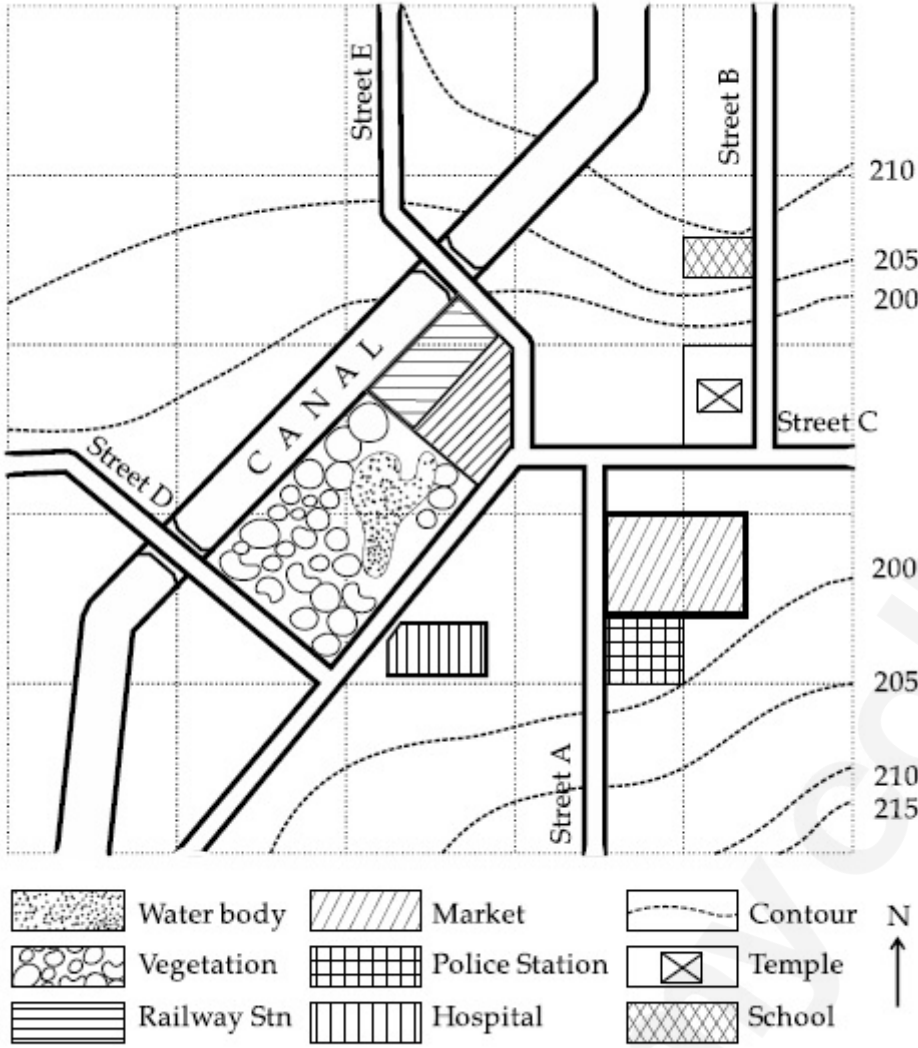 Street E
Street B
210
205
200
CANAL
Street C
Street D
200
205
210
215
Street A
Water body
Market
Contour
N
Vegetation
Police Station
Temple
Railway Stn
Hospital
School